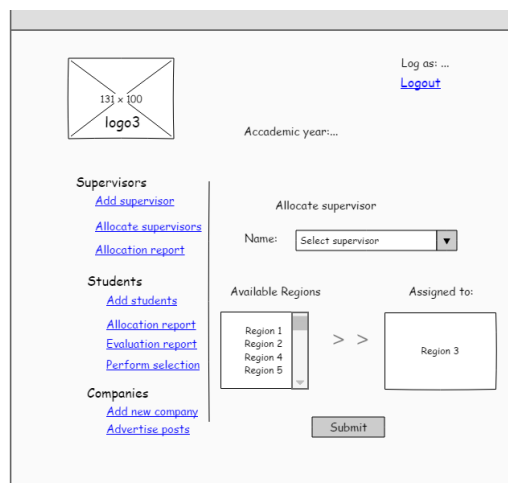 Log as: ...
Logout
131 x 100
logo3
Accademic year:...
Supervisors
Add supervisor
Allocate supervisors
Allocation report
Students
Add students
Allocation report
Evaluation report
Perform selection
Companies
Add new company
Advertise posts
Allocate supervisor
Name: Select supervisor
Available Regions
Region 1
Region 2
Region 4
Region 5
> >
Assigned to:
Region 3
Submit